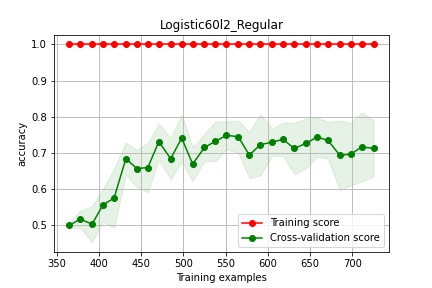 Logistic60l2_Regular
1.0
0.9
0.8
0.7
0.6
0.5
accuracy
350
400
450
500
550
600
650
700
Training examples
Training score
Cross-validation score